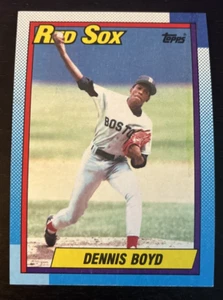 RED SOX
Topps
BOSTON
DENNIS BOYD